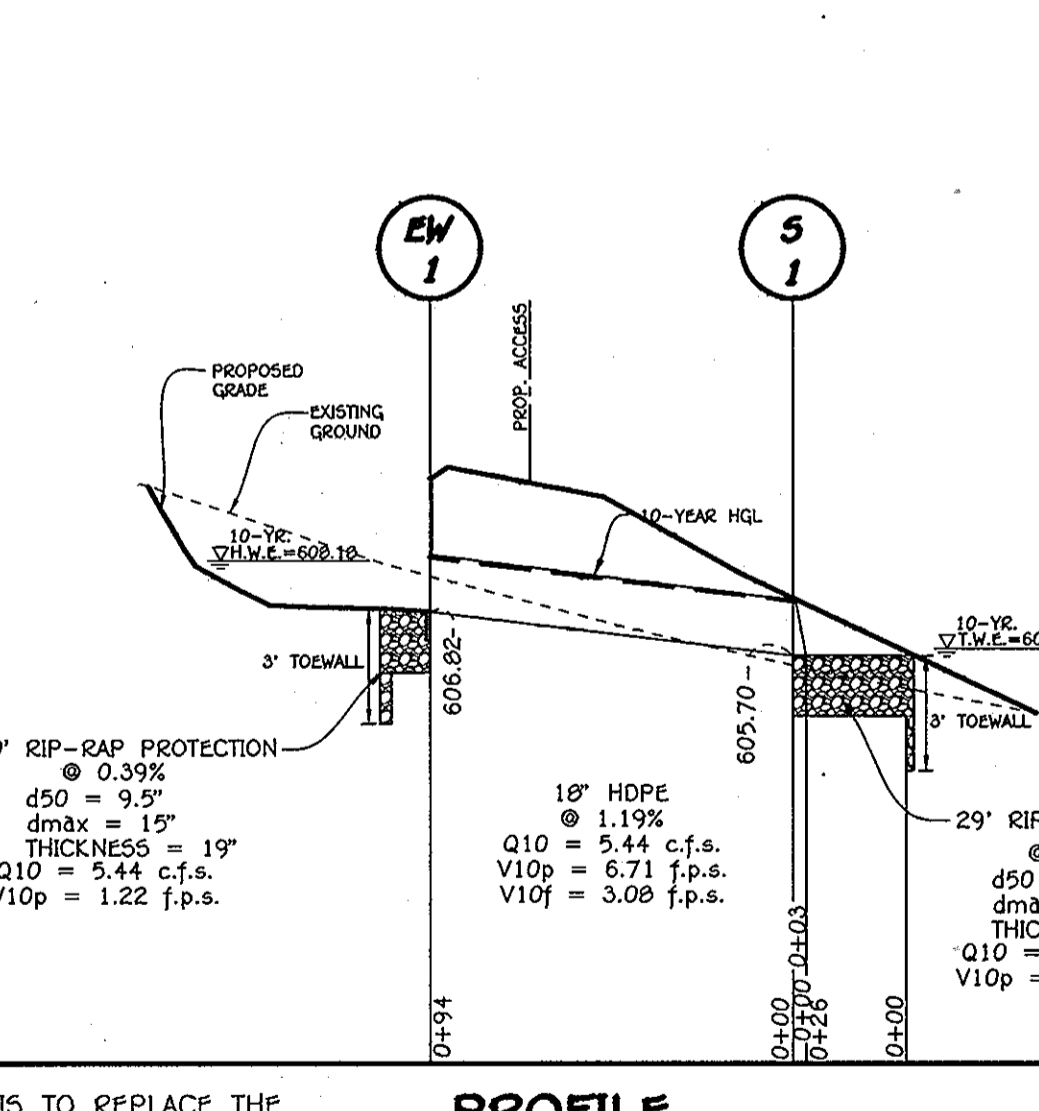 EW
1
S
1
PROP. ACCESS
PROPOSED
GRADE
EXISTING
GROUND
10-YR.
H.W.E.=608.18
10-YEAR HGL
10-YR.
T.W.E.=60
3' TOEWALL
606.82
605.70
3' TOEWALL
' RIP-RAP PROTECTION
@ 0.39%
d50 = 9.5"
dmax = 15"
THICKNESS = 19"
Q10 = 5.44 c.f.s.
V10p = 1.22 f.p.s.
18" HDPE
@ 1.19%
Q10 = 5.44 c.f.s.
V10p = 6.71 f.p.s.
V10f = 3.08 f.p.s.
29' RIP
@
d50
dma
THIC
Q10 =
V10p =
0+94
0+00
0+00 0+03
0+26
0+00
IS TO REPLACE THE
PROFILE